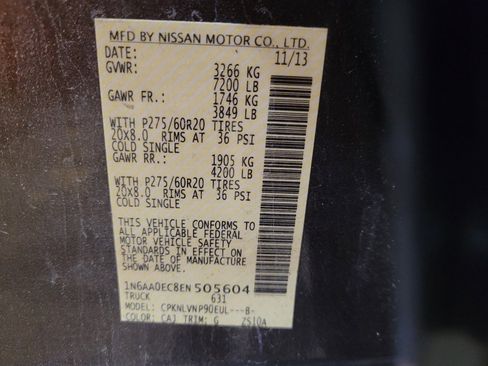 MFD BY NISSAN MOTOR CO., LTD.
DATE: 11/13
GVWR: 3266 KG
7200 LB
GAWR FR.: 1746 KG
3849 LB
WITH P275/60R20 TIRES
20x8.0 RIMS AT 36 PSI
COLD SINGLE
GAWR RR.: 1905 KG
4200 LB
WITH P275/60R20 TIRES
20x8.0 RIMS AT 36 PSI
COLD SINGLE
THIS VEHICLE CONFORMS TO
ALL APPLICABLE FEDERAL
MOTOR VEHICLE SAFETY
STANDARDS IN EFFECT ON
THE DATE OF MANUFACTURE
SHOWN ABOVE.
1N6AA0EC8EN 505604
TRUCK 631
MODEL: CPKNLVNP90EUL---B-
COLOR: CAJ TRIM: G ZS10A